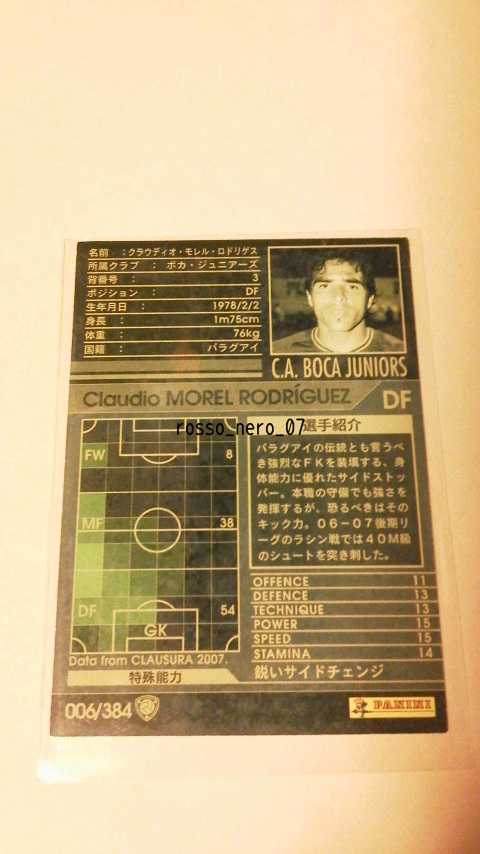 名前 : クラウディオ・モレル・ロドリゲス
所属クラブ : ボカ・ジュニアーズ
背番号 : 3
ポジション : DF
生年月日 : 1978/2/2
身長 : 1m75cm
体重 : 76kg
国籍 : パラグアイ
C.A. BOCA JUNIORS
Claudio MOREL RODRÍGUEZ DF
rosso_nero_07
選手紹介
パラグアイの伝統とも言うべ
き強烈なFKを装填する、身
体能力に優れたサイドストッ
パー。本職の守備でも強さを
発揮するが、恐るべきはその
キック力。06-07後期リ
ーグのラシン戦では40M級
のシュートを突き刺した。
FW 8
MF 38
DF 54
GK
Data from CLAUSURA 2007.
OFFENCE 11
DEFENCE 13
TECHNIQUE 13
POWER 15
SPEED 15
STAMINA 14
特殊能力 鋭いサイドチェンジ
006/384
PANINI